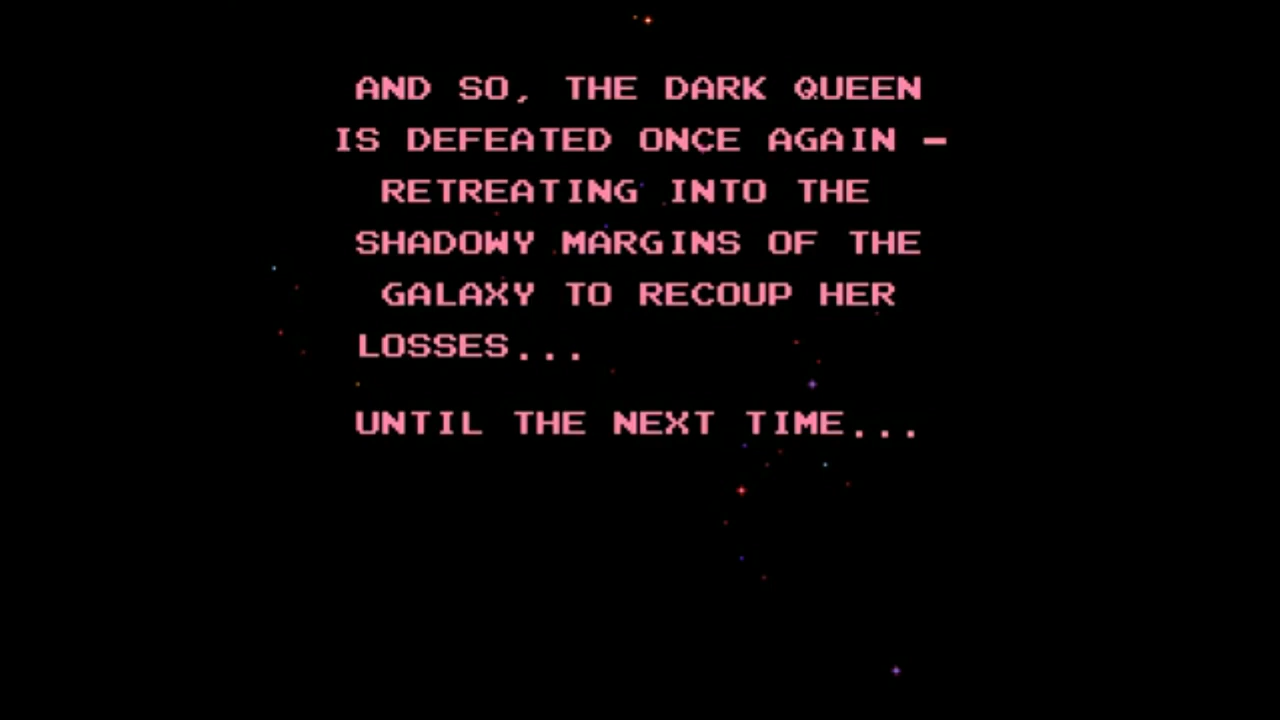 AND SO, THE DARK QUEEN
IS DEFEATED ONCE AGAIN –
RETREATING INTO THE
SHADOWY MARGINS OF THE
GALAXY TO RECOUP HER
LOSSES...
UNTIL THE NEXT TIME...